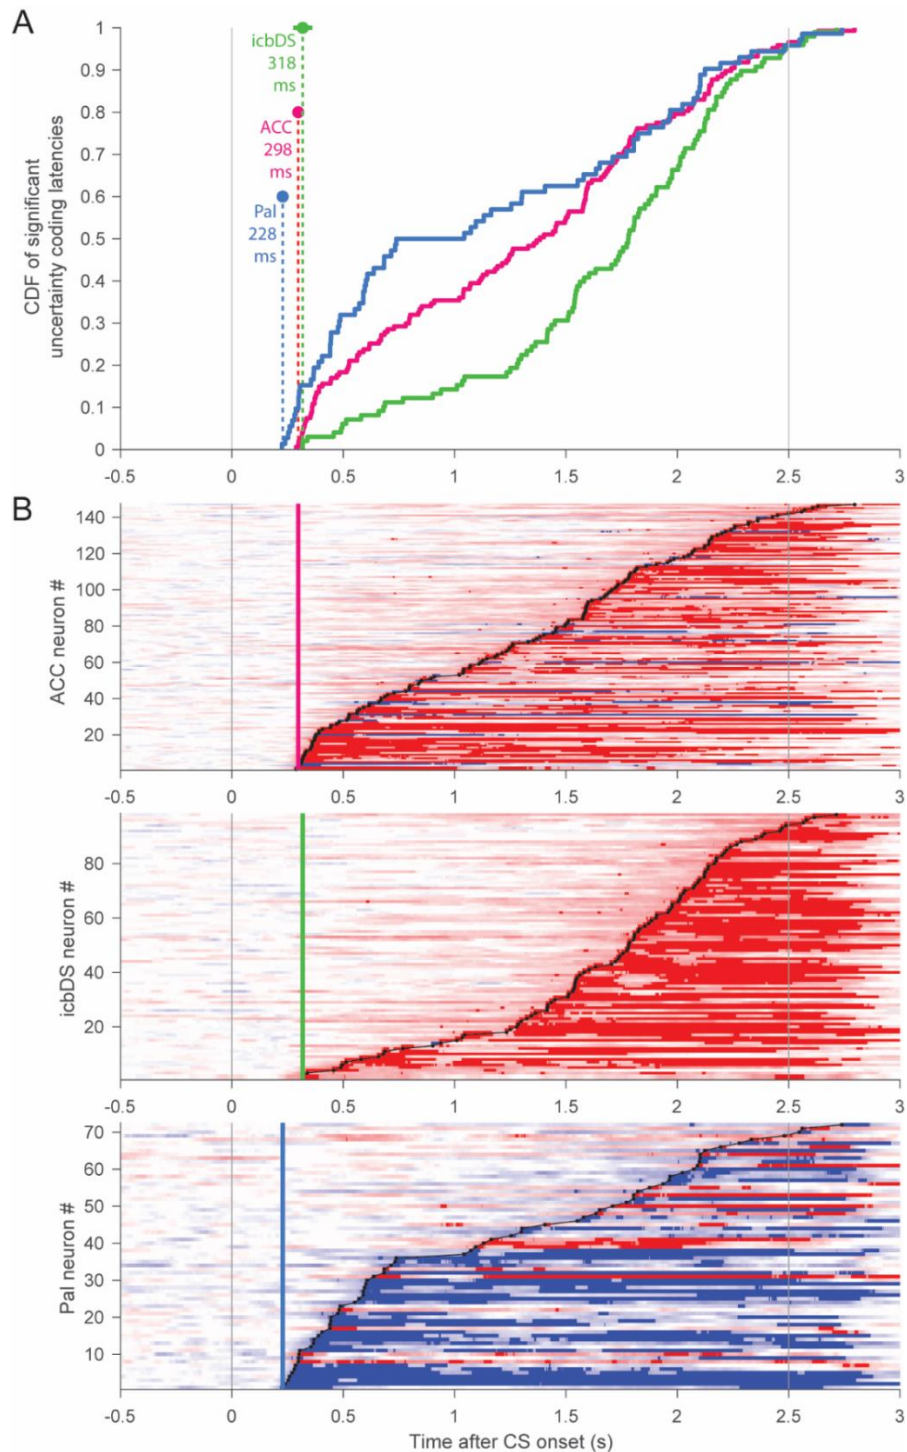 A
CDF of significant
uncertainty coding latencies
1
0.9
0.8
0.7
0.6
0.5
0.4
0.3
0.2
0.1
0
icbDS
318
ms
ACC
298
ms
Pal
228
ms
-0.5 0 0.5 1 1.5 2 2.5 3
B
ACC neuron #
140
120
100
80
60
40
20
-0.5 0 0.5 1 1.5 2 2.5 3
icbDS neuron #
80
60
40
20
-0.5 0 0.5 1 1.5 2 2.5 3
Pal neuron #
70
60
50
40
30
20
10
-0.5 0 0.5 1 1.5 2 2.5 3
Time after CS onset (s)